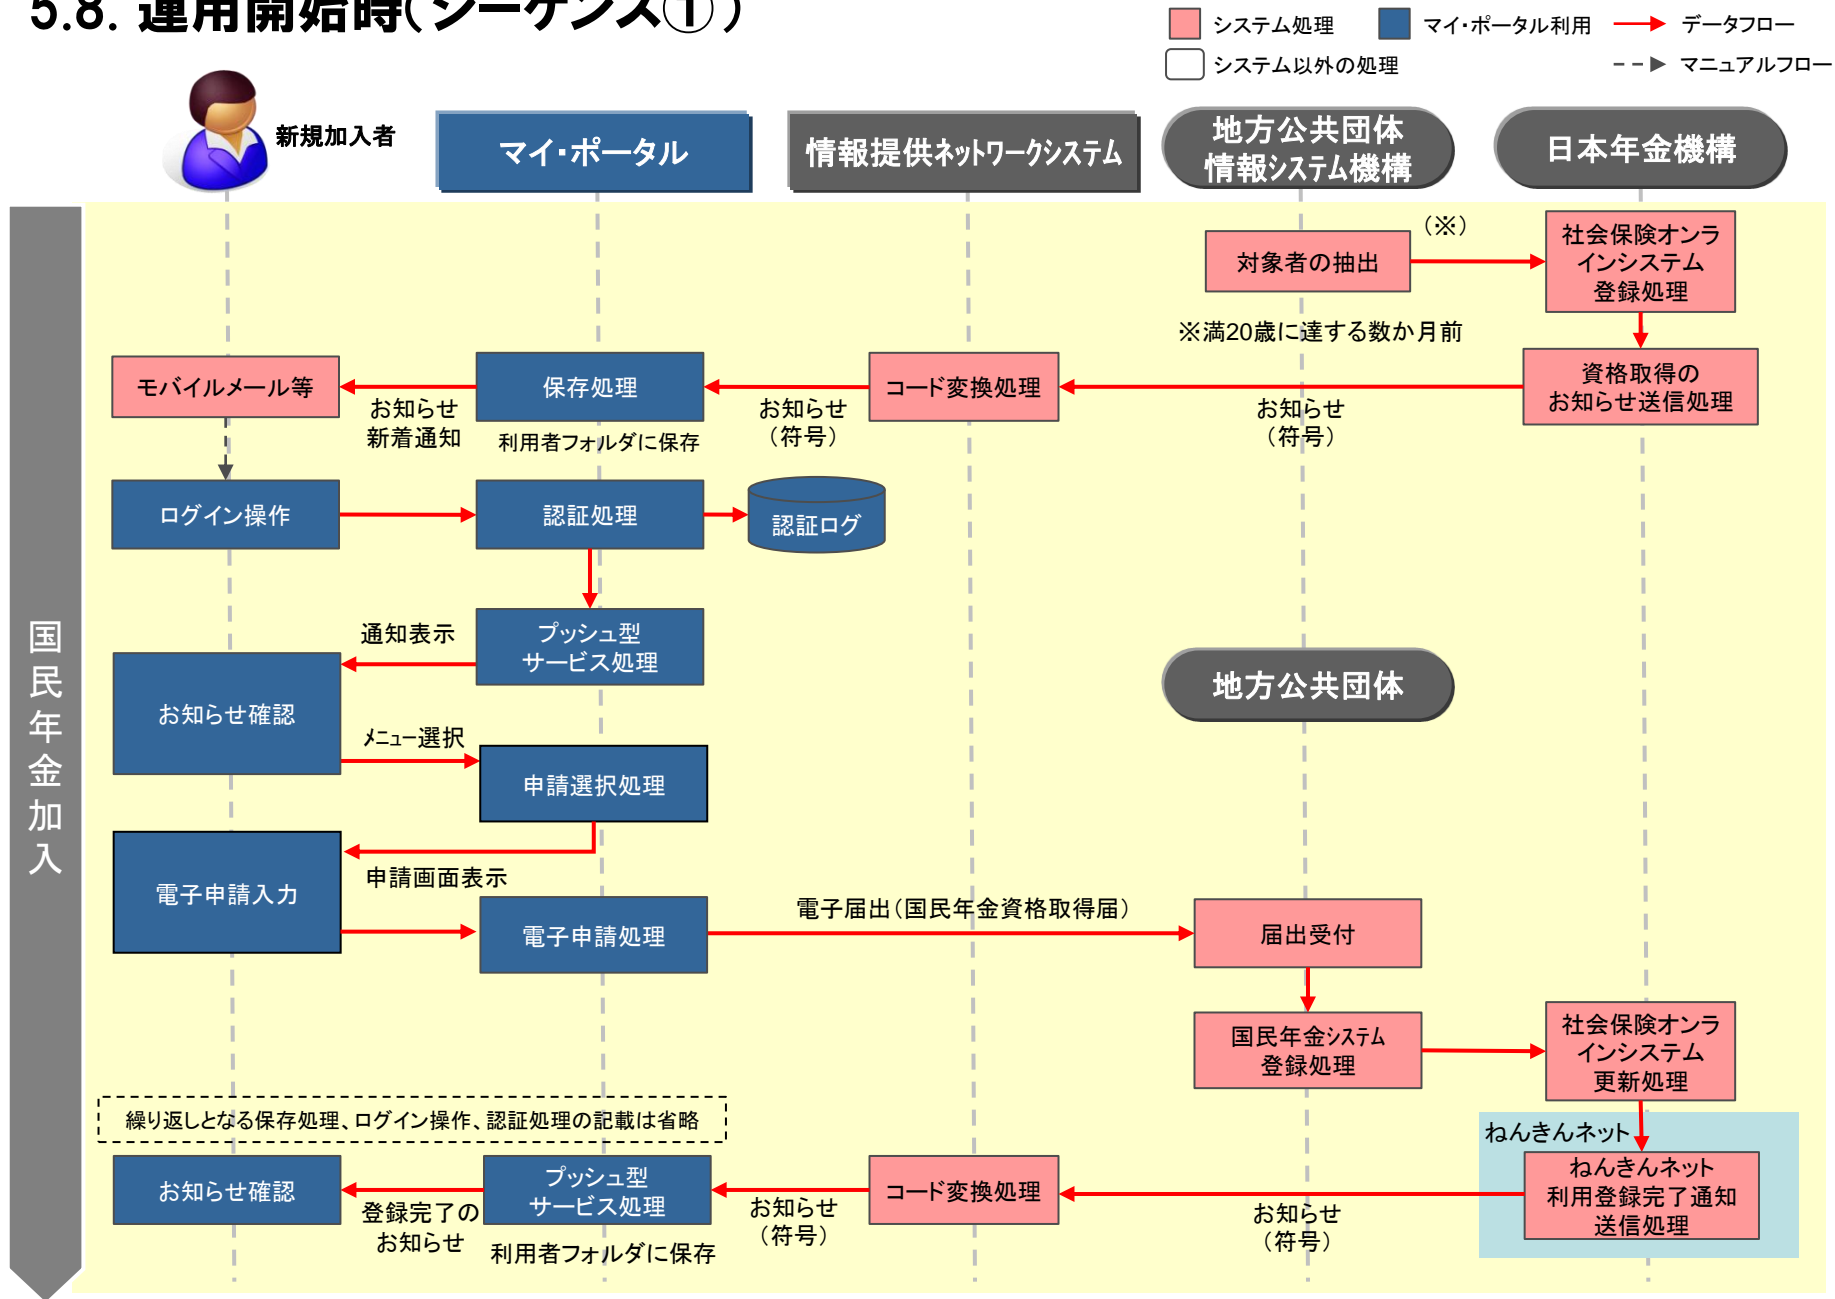 5.8. 運用開始時(シーケンス①)
システム処理
マイ・ポータル利用
データフロー
システム以外の処理
マニュアルフロー
新規加入者
マイ・ポータル
情報提供ネットワークシステム
地方公共団体
情報システム機構
日本年金機構
国民年金加入
対象者の抽出
(※)
社会保険オンラ
インシステム
登録処理
※満20歳に達する数か月前
モバイルメール等
お知らせ
新着通知
保存処理
利用者フォルダに保存
お知らせ
(符号)
コード変換処理
お知らせ
(符号)
資格取得の
お知らせ送信処理
ログイン操作
認証処理
認証ログ
通知表示
プッシュ型
サービス処理
お知らせ確認
地方公共団体
メニュー選択
申請選択処理
申請画面表示
電子申請入力
電子申請処理
電子届出(国民年金資格取得届)
届出受付
国民年金システム
登録処理
社会保険オンラ
インシステム
更新処理
繰り返しとなる保存処理、ログイン操作、認証処理の記載は省略
ねんきんネット
お知らせ確認
登録完了の
お知らせ
プッシュ型
サービス処理
利用者フォルダに保存
お知らせ
(符号)
コード変換処理
お知らせ
(符号)
ねんきんネット
利用登録完了通知
送信処理